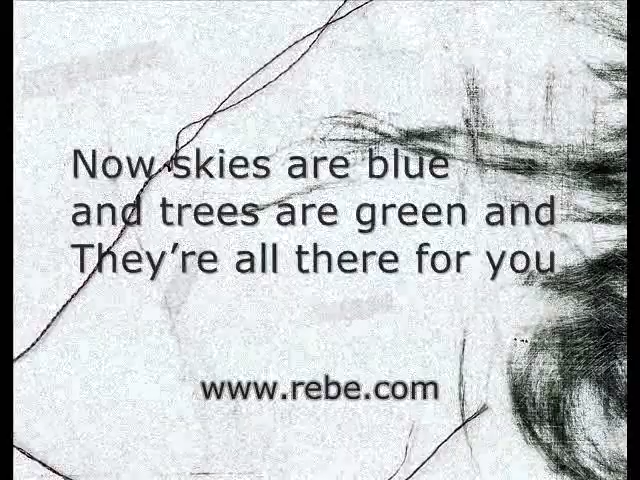 Now skies are blue
and trees are green and
They’re all there for you
www.rebe.com